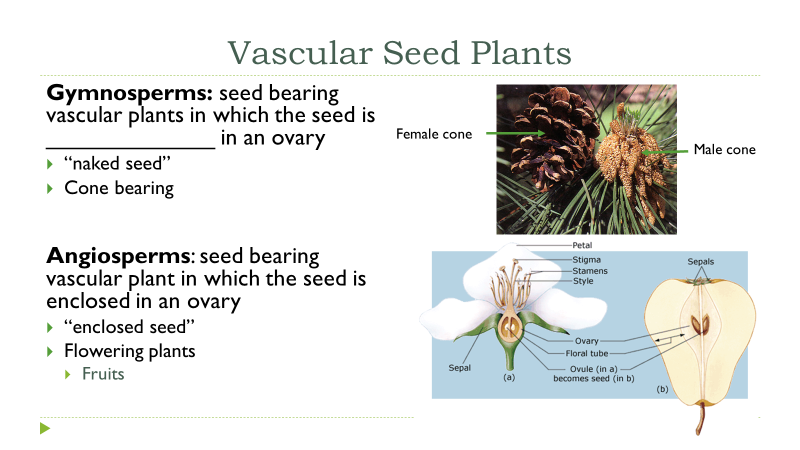 Vascular Seed Plants
Gymnosperms: seed bearing
vascular plants in which the seed is
_______________ in an ovary
“naked seed”
Cone bearing
Female cone
Male cone
Angiosperms: seed bearing
vascular plant in which the seed is
enclosed in an ovary
“enclosed seed”
Flowering plants
Fruits
Petal
Stigma
Stamens
Style
Sepals
Ovary
Floral tube
Sepal
Ovule (in a)
becomes seed (in b)
(a)
(b)